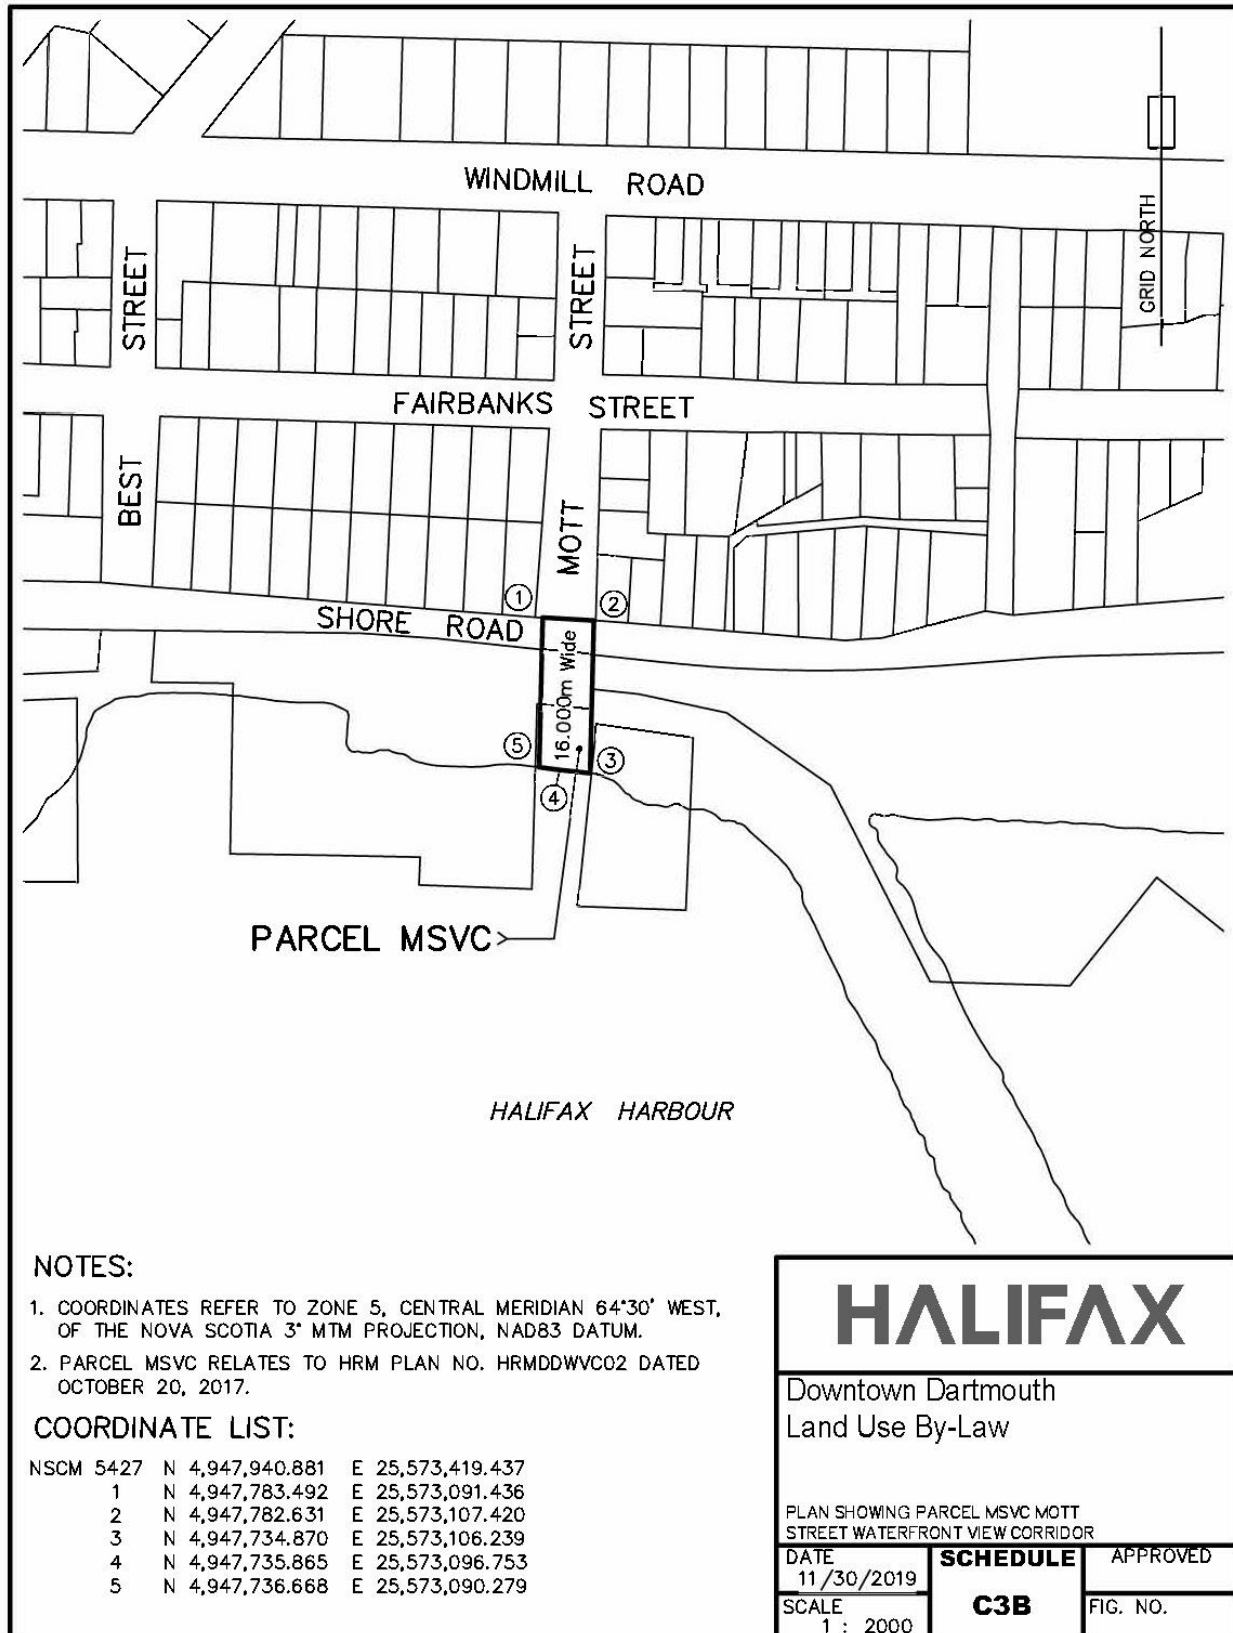 WINDMILL ROAD
GRID NORTH
STREET
STREET
FAIRBANKS STREET
BEST
MOTT
1
2
SHORE ROAD
16.000m Wide
5
3
4
PARCEL MSVC
HALIFAX HARBOUR
NOTES:
1. COORDINATES REFER TO ZONE 5, CENTRAL MERIDIAN 64°30' WEST,
OF THE NOVA SCOTIA 3° MTM PROJECTION, NAD83 DATUM.
2. PARCEL MSVC RELATES TO HRM PLAN NO. HRMDDWVC02 DATED
OCTOBER 20, 2017.
COORDINATE LIST:
NSCM 5427 N 4,947,940.881 E 25,573,419.437
1 N 4,947,783.492 E 25,573,091.436
2 N 4,947,782.631 E 25,573,107.420
3 N 4,947,734.870 E 25,573,106.239
4 N 4,947,735.865 E 25,573,096.753
5 N 4,947,736.668 E 25,573,090.279
HALIFAX
Downtown Dartmouth
Land Use By-Law
PLAN SHOWING PARCEL MSVC MOTT
STREET WATERFRONT VIEW CORRIDOR
DATE
11/30/2019
SCHEDULE
C3B
APPROVED
SCALE
1 : 2000
FIG. NO.